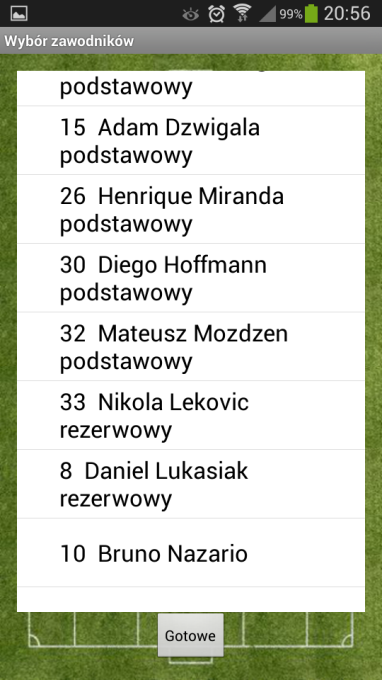 99% 20:56
Wybór zawodników
podstawowy
15 Adam Dzwigala
podstawowy
26 Henrique Miranda
podstawowy
30 Diego Hoffmann
podstawowy
32 Mateusz Mozdzen
podstawowy
33 Nikola Lekovic
rezerwowy
8 Daniel Lukasiak
rezerwowy
10 Bruno Nazario
Gotowe